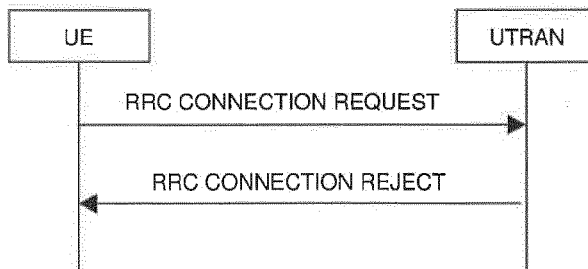 UE
UTRAN
RRC CONNECTION REQUEST
RRC CONNECTION REJECT